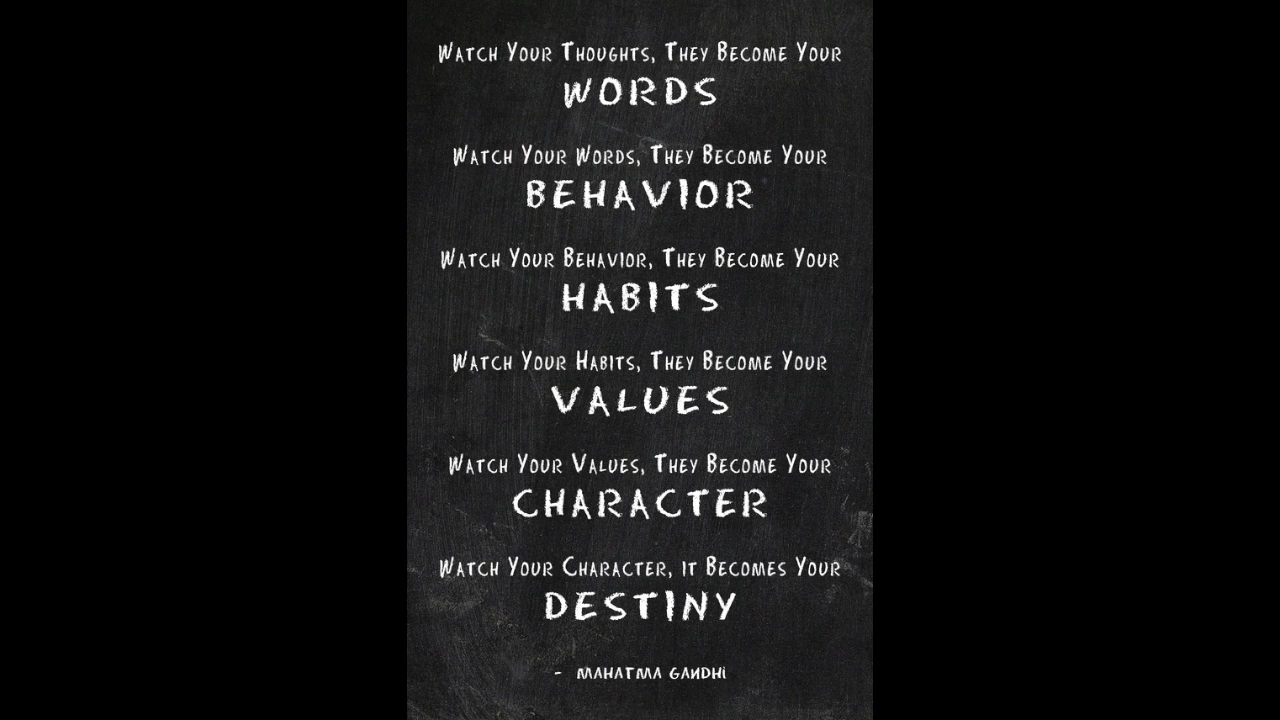 Watch Your Thoughts, They Become Your
WORDS
Watch Your Words, They Become Your
BEHAVIOR
Watch Your Behavior, They Become Your
HABITS
Watch Your Habits, They Become Your
VALUES
Watch Your Values, They Become Your
CHARACTER
Watch Your Character, it Becomes Your
DESTINY
- MAHATMA GANDHi